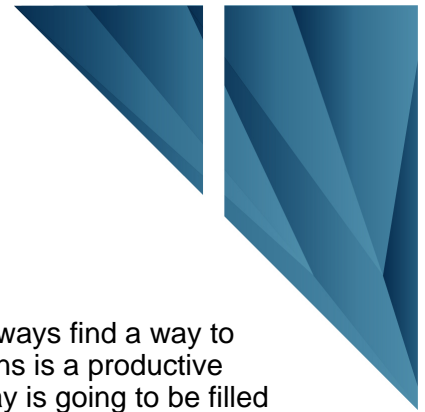 ways find a way to
ns is a productive
ay is going to be filled